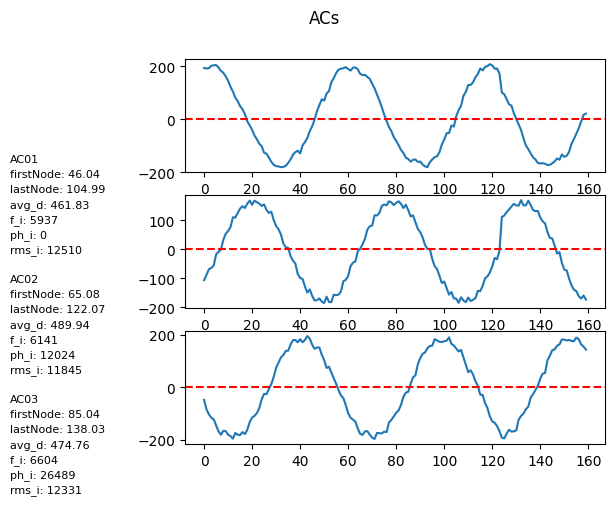 ACs
200
0
−200
0 20 40 60 80 100 120 140 160
100
0
−100
−200
0 20 40 60 80 100 120 140 160
200
0
−200
0 20 40 60 80 100 120 140 160
AC01
firstNode: 46.04
lastNode: 104.99
avg_d: 461.83
f_i: 5937
ph_i: 0
rms_i: 12510
AC02
firstNode: 65.08
lastNode: 122.07
avg_d: 489.94
f_i: 6141
ph_i: 12024
rms_i: 11845
AC03
firstNode: 85.04
lastNode: 138.03
avg_d: 474.76
f_i: 6604
ph_i: 26489
rms_i: 12331